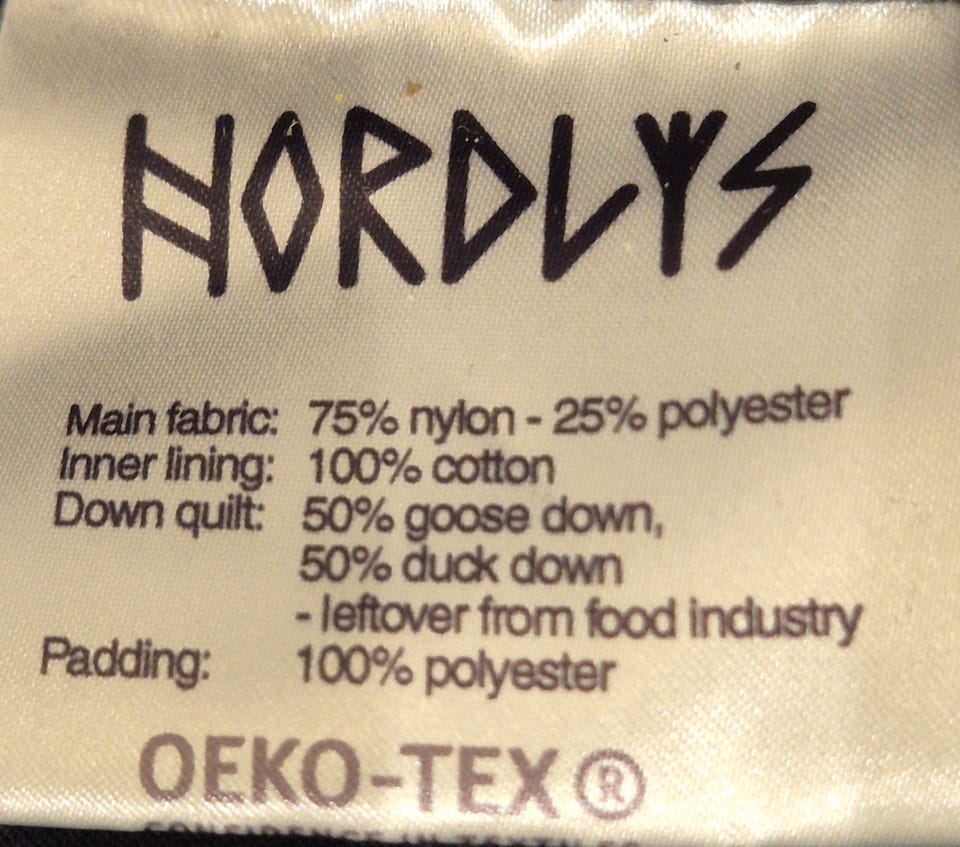 NORDLYS
Main fabric: 75% nylon - 25% polyester
Inner lining: 100% cotton
Down quilt: 50% goose down,
50% duck down
- leftover from food industry
Padding: 100% polyester
OEKO-TEX®